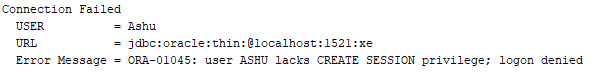 Connection Failed
USER = Ashu
URL = jdbc:oracle:thin:@localhost:1521:xe
Error Message = ORA-01045: user ASHU lacks CREATE SESSION privilege; logon denied